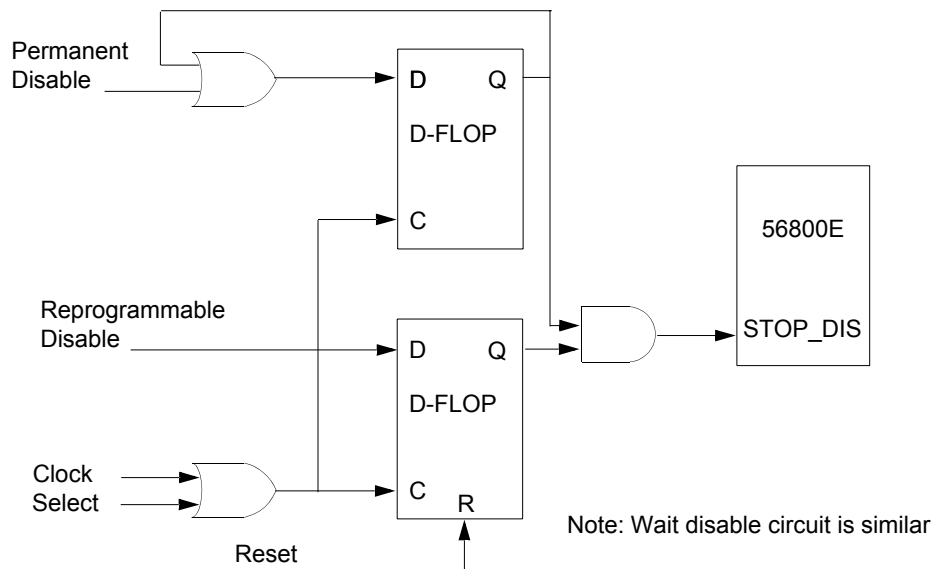 Permanent
Disable
D Q
D-FLOP
C
56800E
STOP_DIS
Reprogrammable
Disable
D Q
D-FLOP
C
R
Clock
Select
Reset
Note: Wait disable circuit is similar